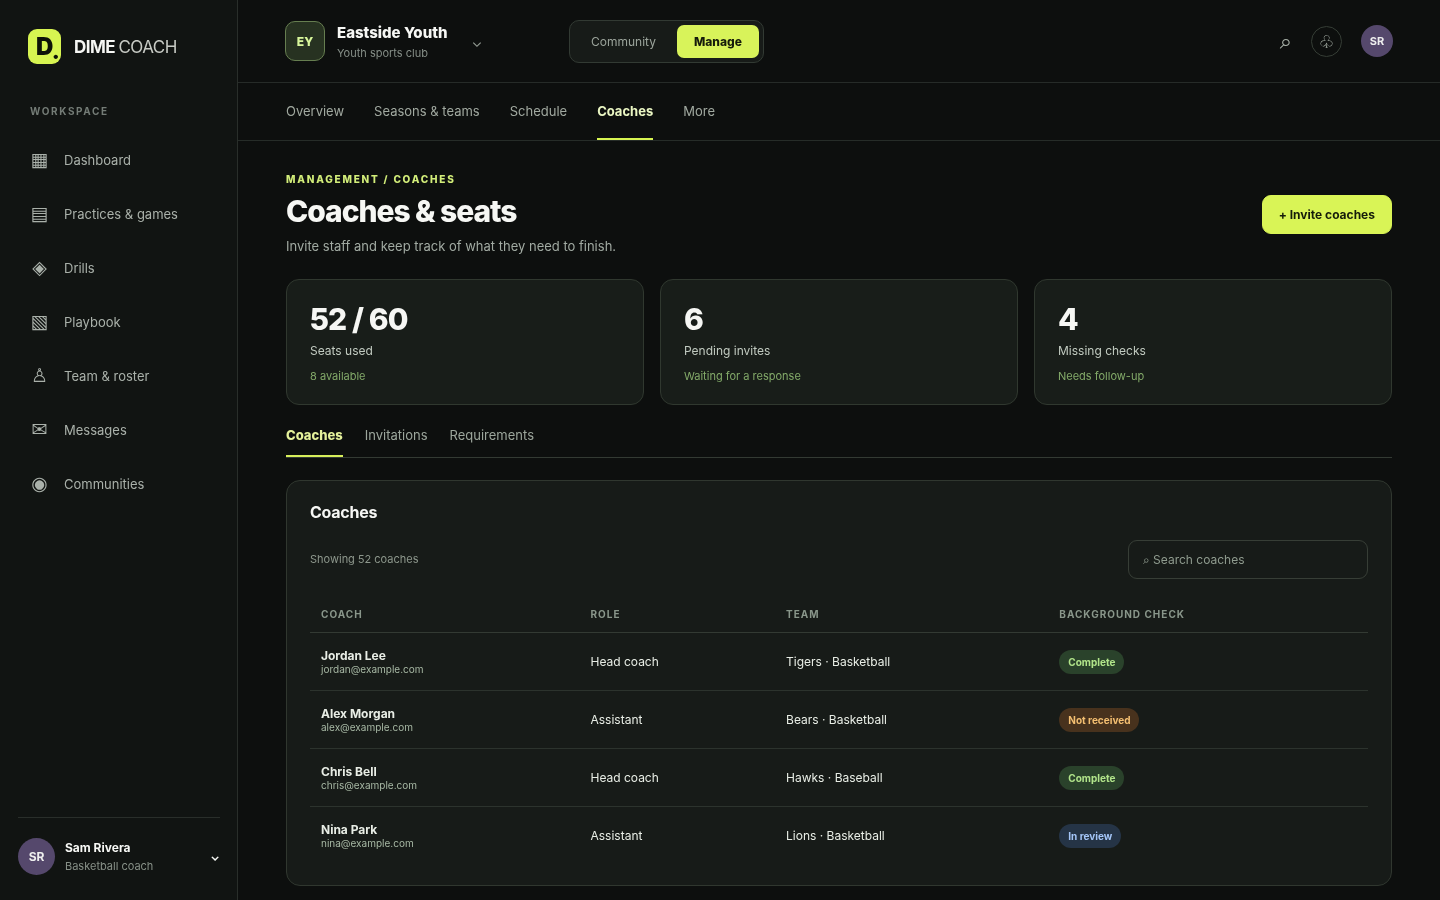 D.
DIME COACH
WORKSPACE
Dashboard
Practices & games
Drills
Playbook
Team & roster
Messages
Communities
SR
Sam Rivera
Basketball coach
EY
Eastside Youth
Youth sports club
Community
Manage
SR
Overview
Seasons & teams
Schedule
Coaches
More
MANAGEMENT / COACHES
Coaches & seats
Invite staff and keep track of what they need to finish.
+ Invite coaches
52 / 60
Seats used
8 available
6
Pending invites
Waiting for a response
4
Missing checks
Needs follow-up
Coaches
Invitations
Requirements
Coaches
Showing 52 coaches
Search coaches
COACH ROLE TEAM BACKGROUND CHECK
Jordan Lee
jordan@example.com
Head coach
Tigers · Basketball
Complete
Alex Morgan
alex@example.com
Assistant
Bears · Basketball
Not received
Chris Bell
chris@example.com
Head coach
Hawks · Baseball
Complete
Nina Park
nina@example.com
Assistant
Lions · Basketball
In review